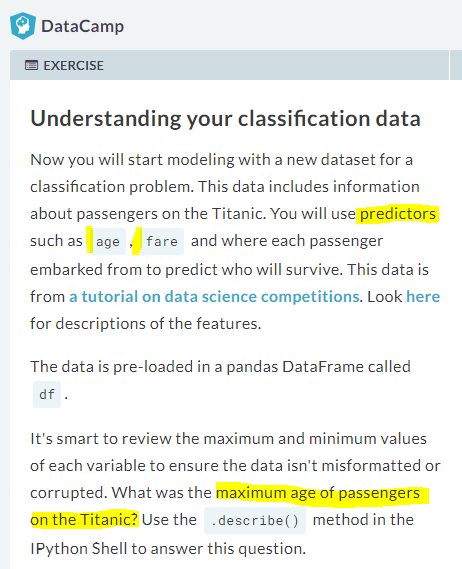 DataCamp
EXERCISE
Understanding your classification data
Now you will start modeling with a new dataset for a
classification problem. This data includes information
about passengers on the Titanic. You will use predictors
such as age , fare and where each passenger
embarked from to predict who will survive. This data is
from a tutorial on data science competitions. Look here
for descriptions of the features.
The data is pre-loaded in a pandas DataFrame called
df .
It's smart to review the maximum and minimum values
of each variable to ensure the data isn't misformatted or
corrupted. What was the maximum age of passengers
on the Titanic? Use the .describe() method in the
IPython Shell to answer this question.